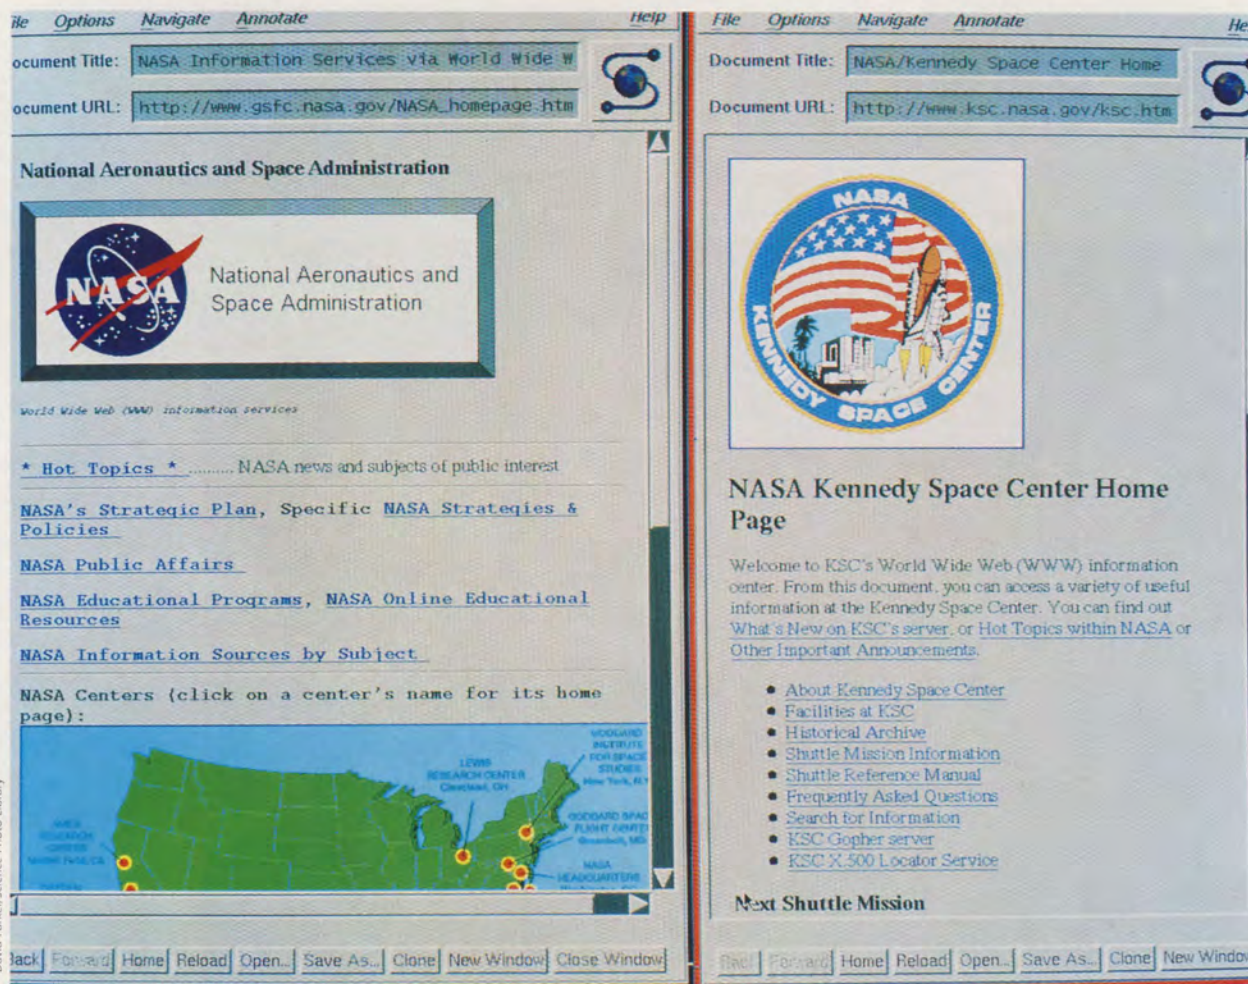 ile Options Navigate Annotate Help
ocument Title: NASA Information Services via World Wide W
ocument URL: http://www.gsfc.nasa.gov/NASA_homepage.htm
National Aeronautics and Space Administration
NASA
National Aeronautics and
Space Administration
World Wide Web (WWW) information services
* Hot Topics * .......... NASA news and subjects of public interest
NASA's Strategic Plan, Specific NASA Strategies &
Policies
NASA Public Affairs
NASA Educational Programs, NASA Online Educational
Resources
NASA Information Sources by Subject
NASA Centers (click on a center's name for its home
page):
GODDARD
INSTITUTE
FOR SPACE
STUDIES
New York, N.Y.
LEWIS
RESEARCH CENTER
Cleveland, OH
GODDARD SPAC
FLIGHT CENTE
Greenbelt, MD
AMES
RESEARCH
CENTER
NASA
HEADQUARTERS
Back Forward Home Reload Open... Save As... Clone New Window Close Window
File Options Navigate Annotate He
Document Title: NASA/Kennedy Space Center Home
Document URL: http://www.ksc.nasa.gov/ksc.htm
NASA
KENNEDY SPACE CENTER
NASA Kennedy Space Center Home
Page
Welcome to KSC's World Wide Web (WWW) information
center. From this document, you can access a variety of useful
information at the Kennedy Space Center. You can find out
What's New on KSC's server, or Hot Topics within NASA or
Other Important Announcements.
About Kennedy Space Center
Facilities at KSC
Historical Archive
Shuttle Mission Information
Shuttle Reference Manual
Frequently Asked Questions
Search for Information
KSC Gopher server
KSC X.500 Locator Service
Next Shuttle Mission
Back Forward Home Reload Open... Save As... Clone New Window